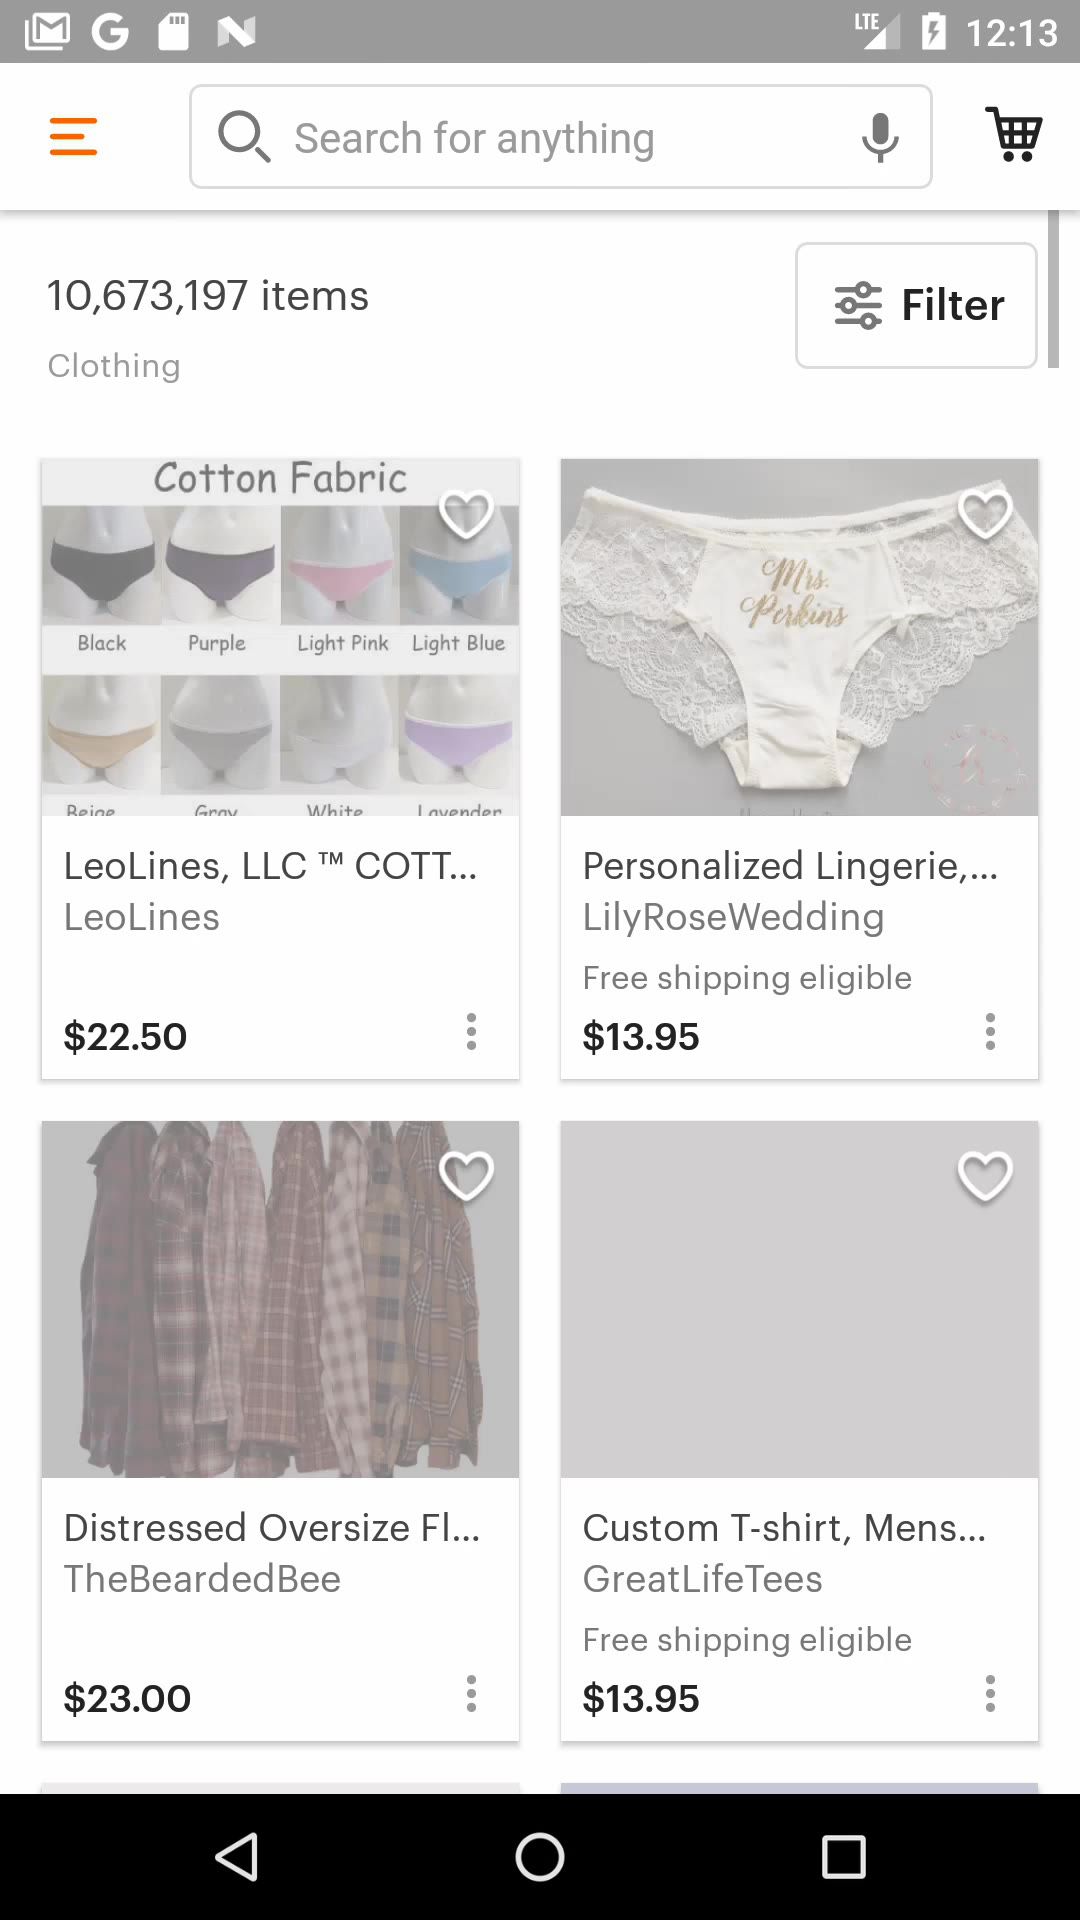 12:13
LTE
Search for anything
10,673,197 items
Clothing
Filter
Cotton Fabric
Black Purple Light Pink Light Blue
Beige Gray White Lavender
Mrs.
Perkins
LeoLines, LLC ™ COTT...
LeoLines
$22.50
Personalized Lingerie,...
LilyRoseWedding
Free shipping eligible
$13.95
Distressed Oversize Fl...
TheBeardedBee
$23.00
Custom T-shirt, Mens...
GreatLifeTees
Free shipping eligible
$13.95